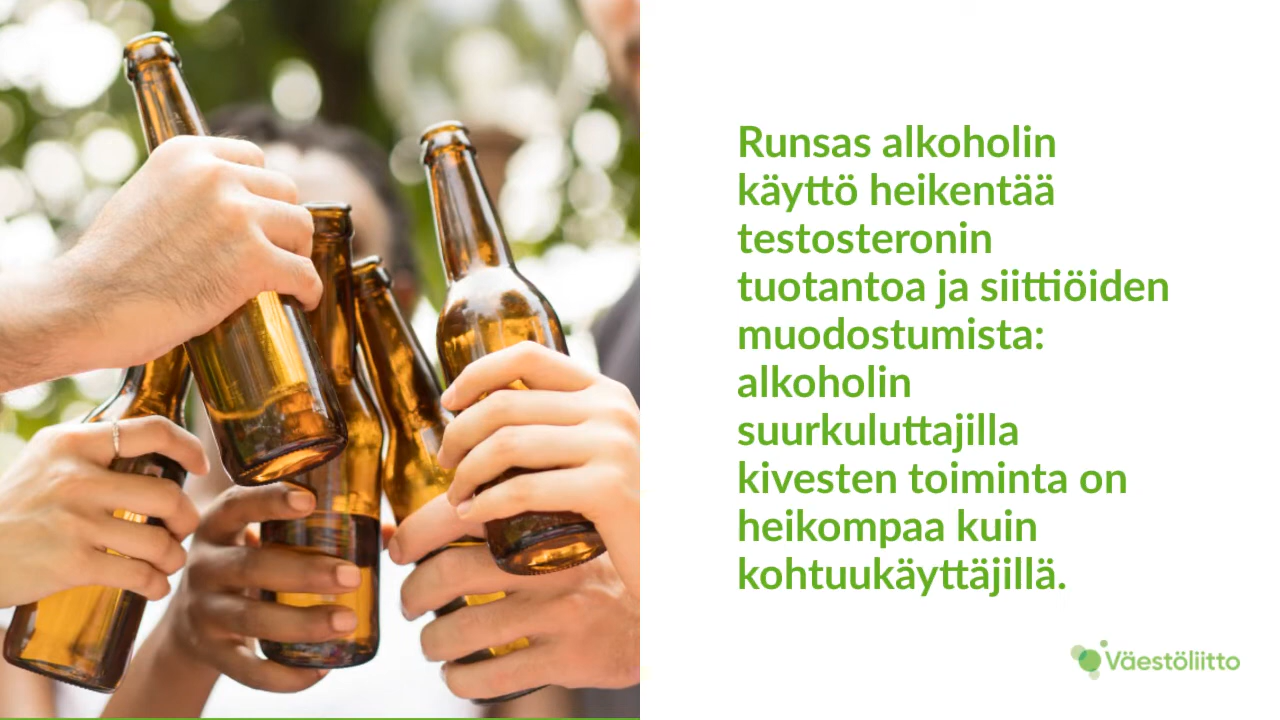 Runsas alkoholin
käyttö heikentää
testosteronin
tuotantoa ja siittiöiden
muodostumista:
alkoholin
suurkuluttajilla
kivesten toiminta on
heikompaa kuin
kohtuukäyttäjillä.
Väestöliitto